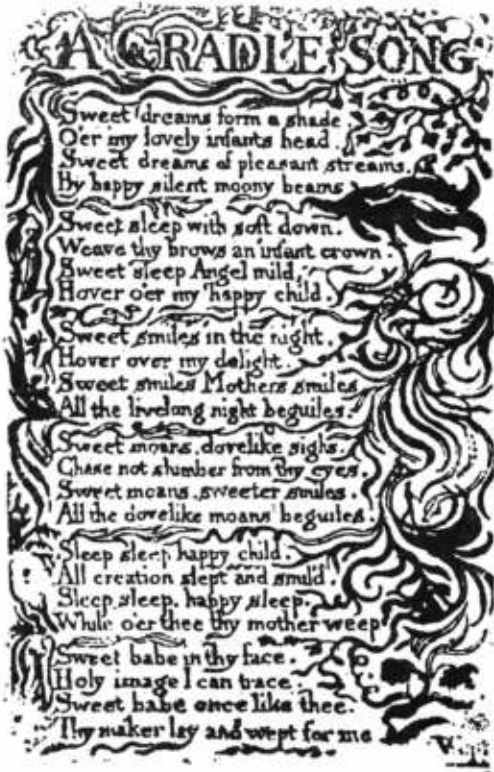 A CRADLE SONG
Sweet dreams form a shade
O'er my lovely infants head.
Sweet dreams of pleasant streams.
By happy silent moony beams
Sweet sleep with soft down.
Weave thy brows an infant crown.
Sweet sleep Angel mild,
Hover o'er my happy child.
Sweet smiles in the night.
Hover over my delight.
Sweet smiles Mothers smiles
All the livelong night beguiles.
Sweet moans, dovelike sighs.
Chase not slumber from thy eyes.
Sweet moans, sweeter smiles.
All the dovelike moans beguiles.
Sleep sleep happy child.
All creation slept and smil'd.
Sleep sleep, happy sleep,
While o'er thee thy mother weep
Sweet babe in thy face.
Holy image I can trace.
Sweet babe once like thee.
Thy maker lay and wept for me